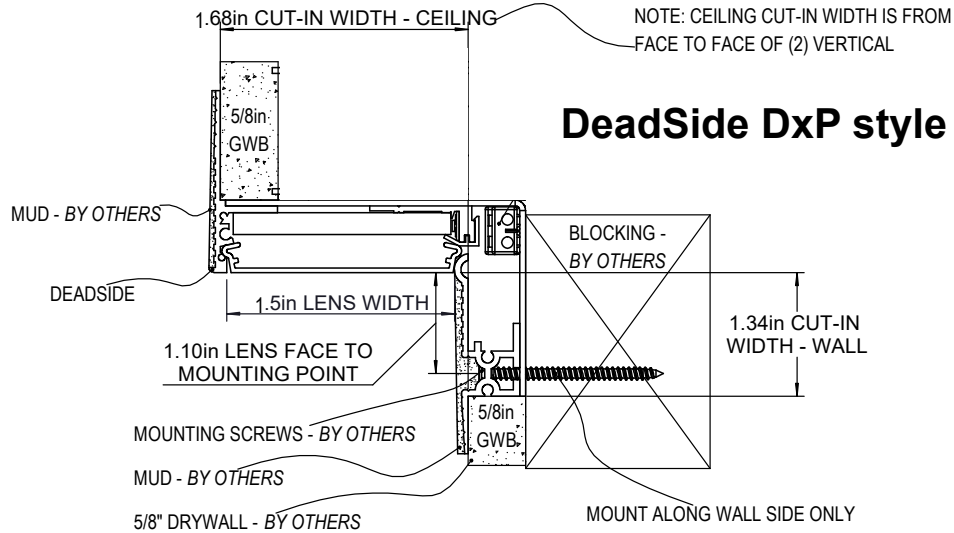 1.68in CUT-IN WIDTH - CEILING
NOTE: CEILING CUT-IN WIDTH IS FROM
FACE TO FACE OF (2) VERTICAL
DeadSide DxP style
5/8in
GWB
MUD - BY OTHERS
BLOCKING -
BY OTHERS
DEADSIDE
1.5in LENS WIDTH
1.34in CUT-IN
WIDTH - WALL
1.10in LENS FACE TO
MOUNTING POINT
5/8in
GWB
MOUNTING SCREWS - BY OTHERS
MUD - BY OTHERS
5/8" DRYWALL - BY OTHERS
MOUNT ALONG WALL SIDE ONLY